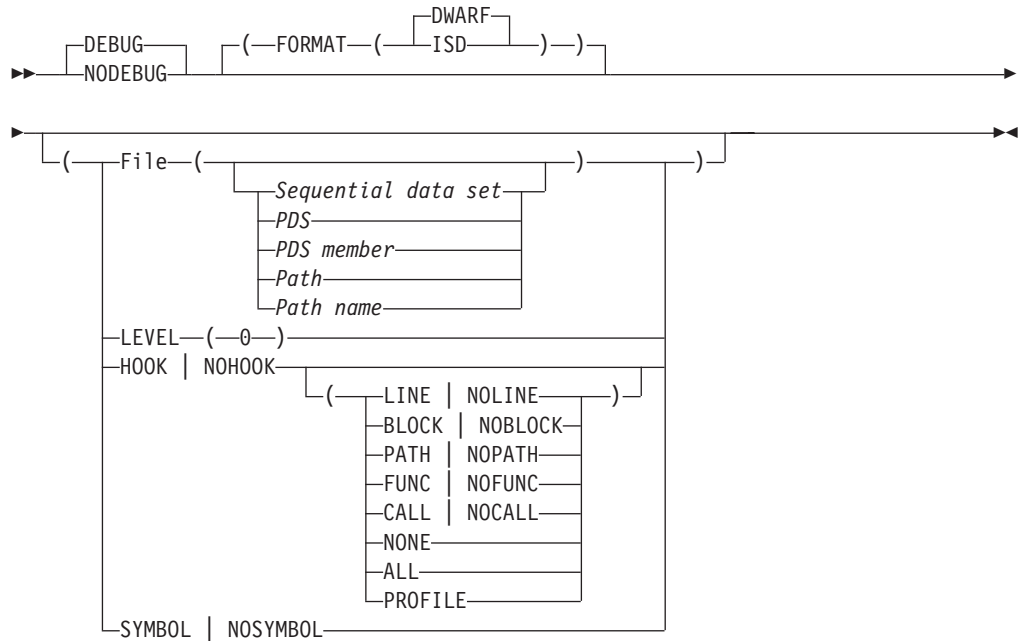 DWARF
DEBUG ( FORMAT ( ISD ) )
NODEBUG
( File ( ) )
Sequential data set
PDS
PDS member
Path
Path name
LEVEL ( 0 )
HOOK | NOHOOK
( LINE | NOLINE )
BLOCK | NOBLOCK
PATH | NOPATH
FUNC | NOFUNC
CALL | NOCALL
NONE
ALL
PROFILE
SYMBOL | NOSYMBOL